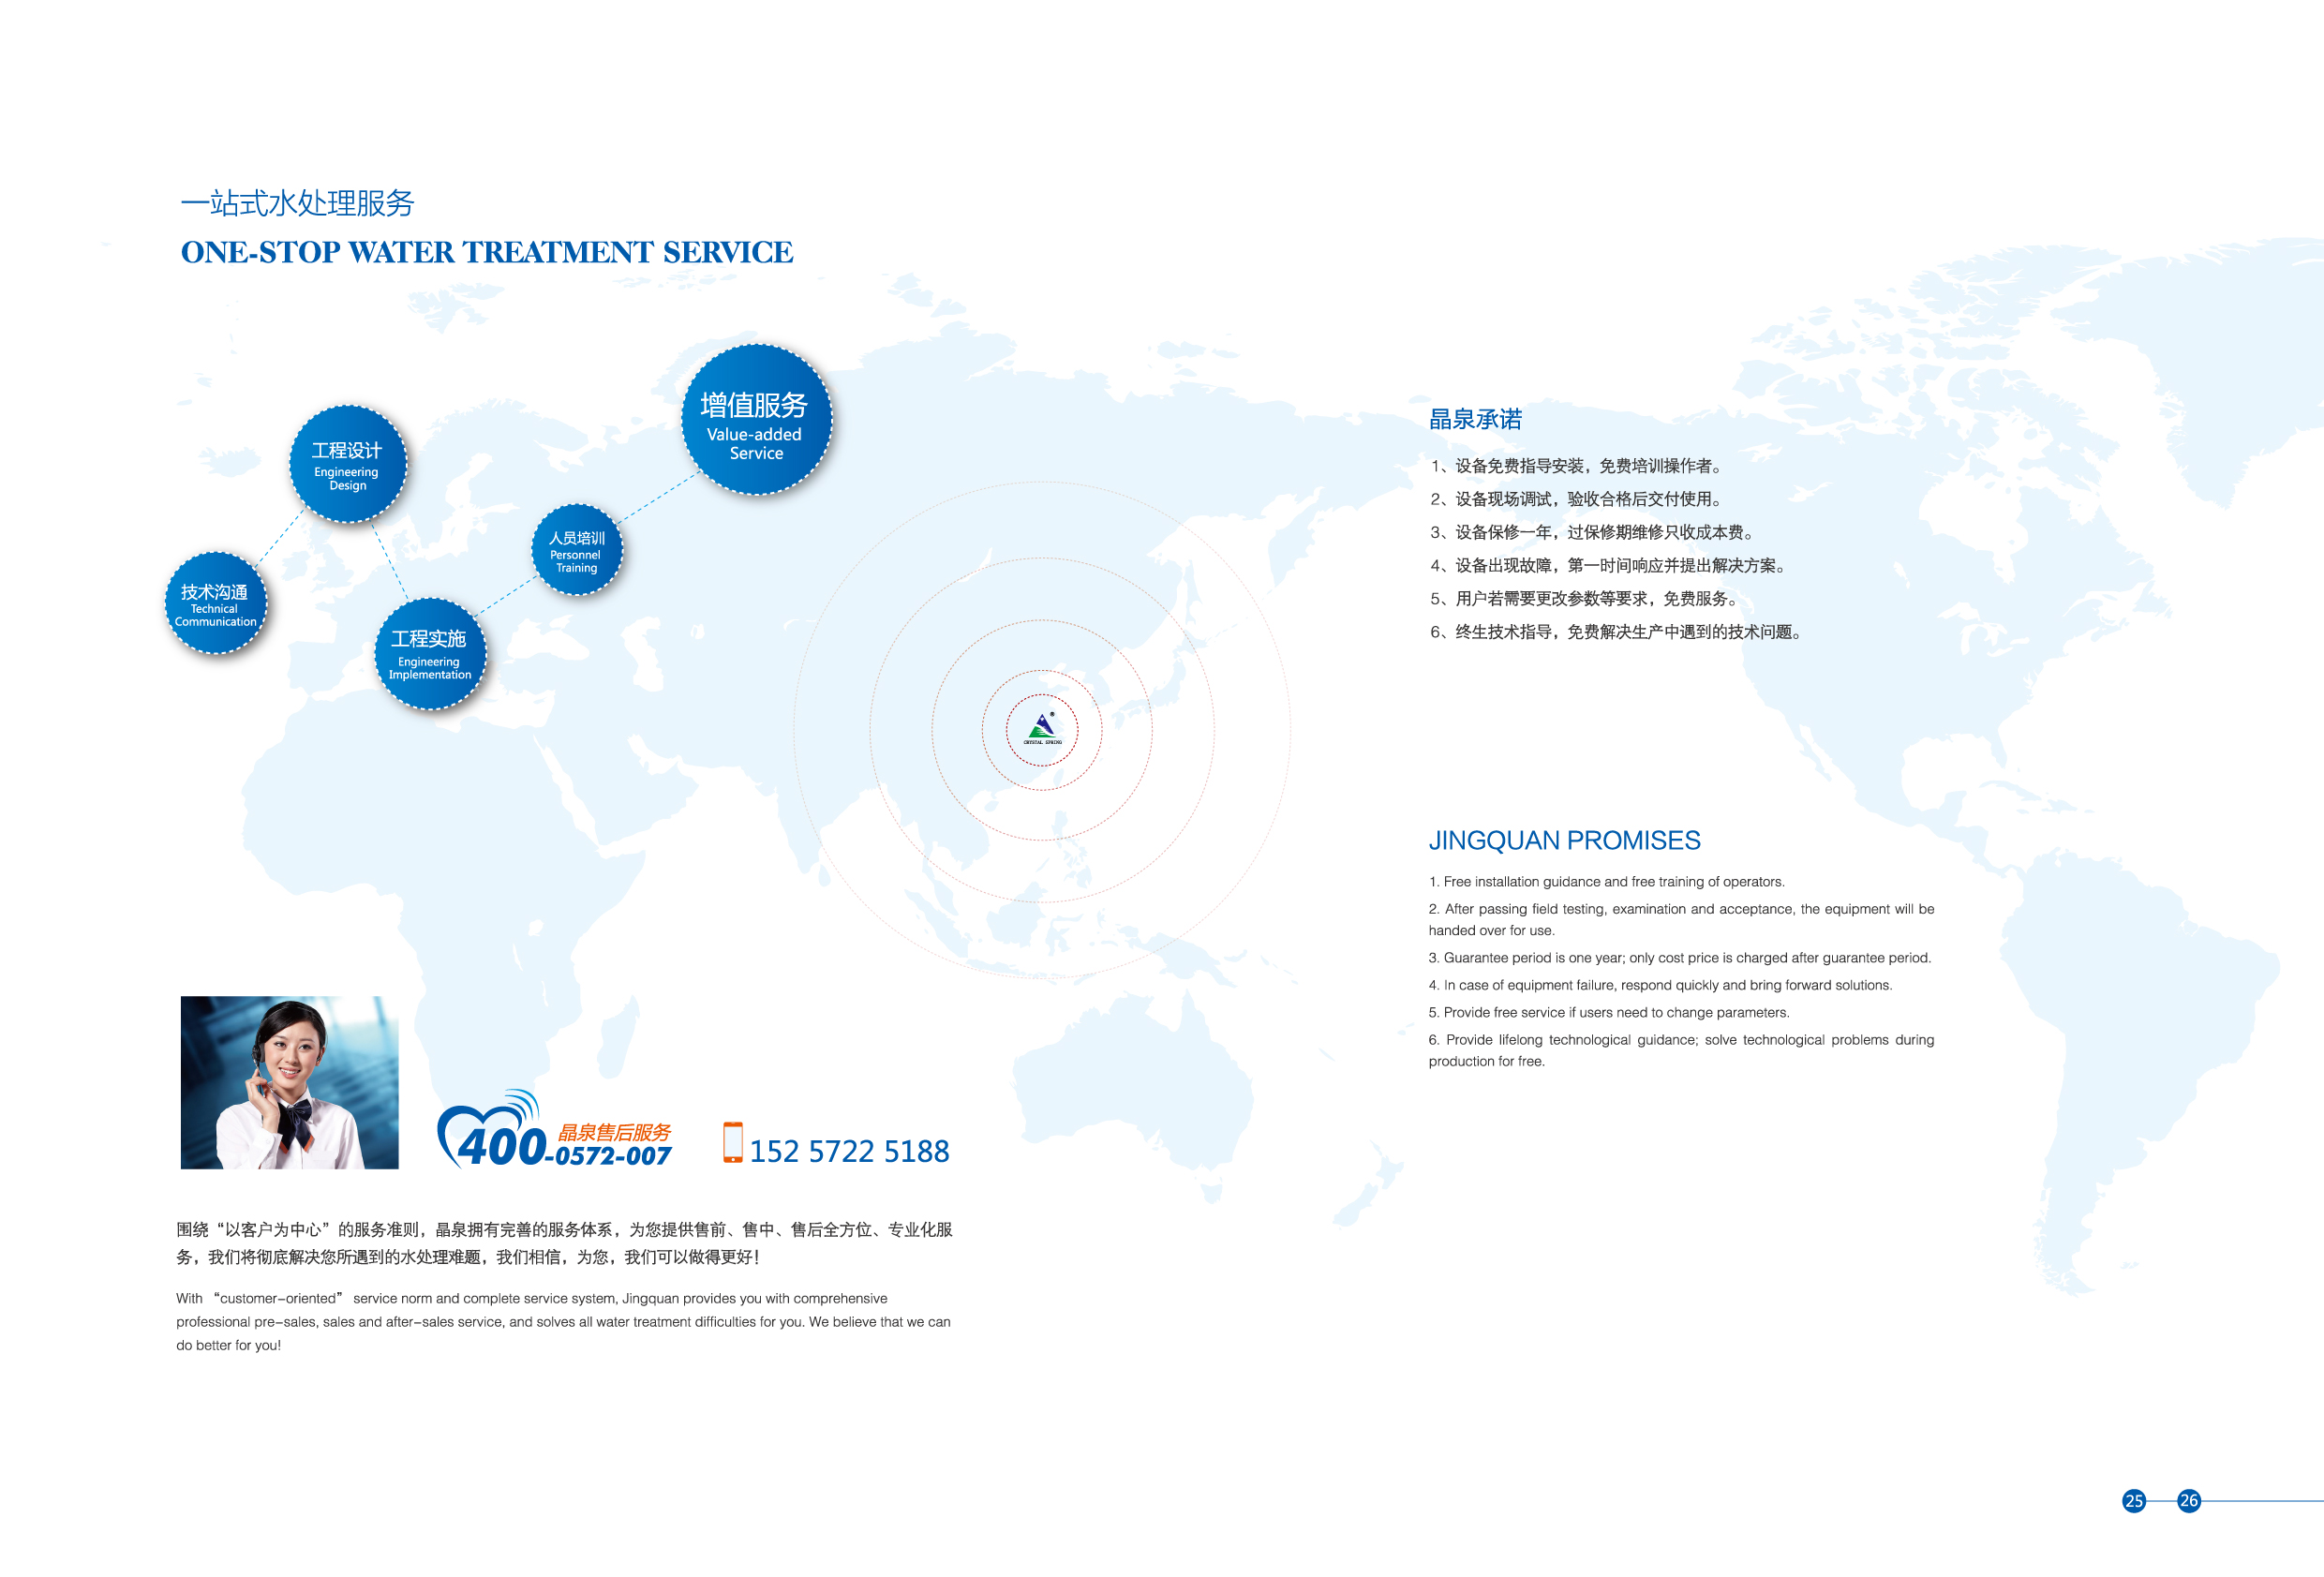 一站式水处理服务
ONE-STOP WATER TREATMENT SERVICE
技术沟通
Technical
Communication
工程设计
Engineering
Design
工程实施
Engineering
Implementation
人员培训
Personnel
Training
增值服务
Value-added
Service
®
CRYSTAL SPRING
晶泉售后服务
400-0572-007
152 5722 5188
围绕“以客户为中心”的服务准则，晶泉拥有完善的服务体系，为您提供售前、售中、售后全方位、专业化服
务，我们将彻底解决您所遇到的水处理难题，我们相信，为您，我们可以做得更好！
With “customer-oriented” service norm and complete service system, Jingquan provides you with comprehensive
professional pre-sales, sales and after-sales service, and solves all water treatment difficulties for you. We believe that we can
do better for you!
晶泉承诺
1、设备免费指导安装，免费培训操作者。
2、设备现场调试，验收合格后交付使用。
3、设备保修一年，过保修期维修只收成本费。
4、设备出现故障，第一时间响应并提出解决方案。
5、用户若需要更改参数等要求，免费服务。
6、终生技术指导，免费解决生产中遇到的技术问题。
JINGQUAN PROMISES
1. Free installation guidance and free training of operators.
2. After passing field testing, examination and acceptance, the equipment will be
handed over for use.
3. Guarantee period is one year; only cost price is charged after guarantee period.
4. In case of equipment failure, respond quickly and bring forward solutions.
5. Provide free service if users need to change parameters.
6. Provide lifelong technological guidance; solve technological problems during
production for free.
25
26